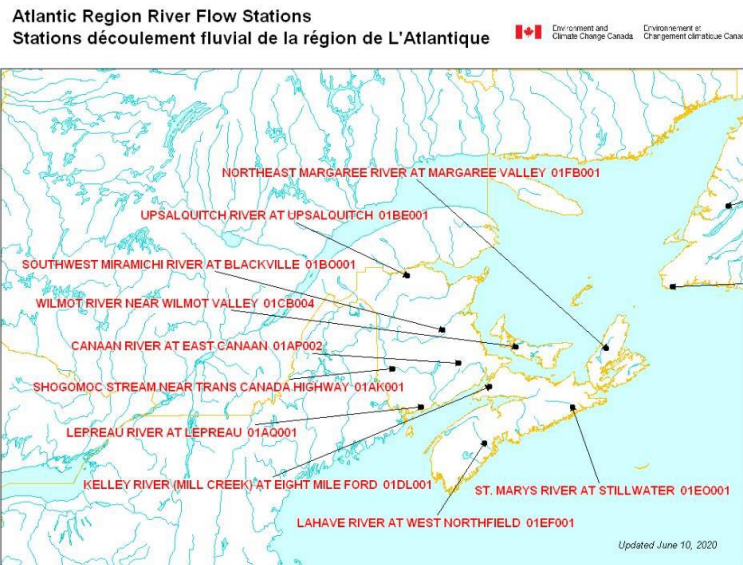 Atlantic Region River Flow Stations
Stations découlement fluvial de la région de L'Atlantique
Environment and Climate Change Canada
Environnement et Changement climatique Canad
NORTHEAST MARGAREE RIVER AT MARGAREE VALLEY 01FB001
UPSALQUITCH RIVER AT UPSALQUITCH 01BE001
SOUTHWEST MIRAMICHI RIVER AT BLACKVILLE 01BO001
WILMOT RIVER NEAR WILMOT VALLEY 01CB004
CANAAN RIVER AT EAST CANAAN 01AP002
SHOGOMOC STREAM NEAR TRANS CANADA HIGHWAY 01AK001
LEPREAU RIVER AT LEPREAU 01AQ001
KELLEY RIVER (MILL CREEK) AT EIGHT MILE FORD 01DL001
ST. MARYS RIVER AT STILLWATER 01EO001
LAHAVE RIVER AT WEST NORTHFIELD 01EF001
Updated June 10, 2020